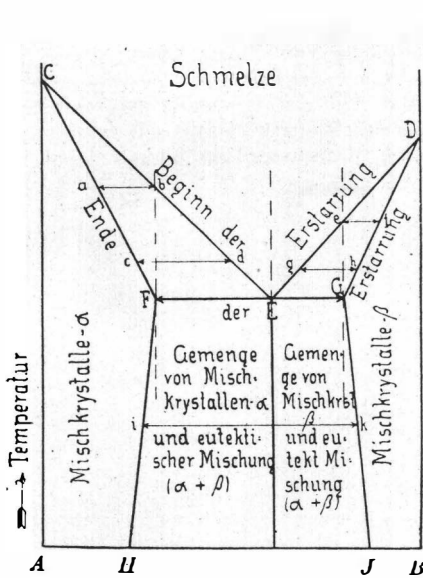 C
Schmelze
D
a
b
Beginn der
Erstarrung
e
f
Ende
c
d
g
h
Erstarrung
F
E
G
der
Temperatur
Mischkrystalle-α
Gemenge
von Misch-
krystallen-α
i
und eutekti-
scher Mischung
(α + β)
Gemen-
ge von
Mischkrst
β
und eu-
tekt Mi-
schung
(α + β)
k
Mischkrystalle-β
A
H
J
B